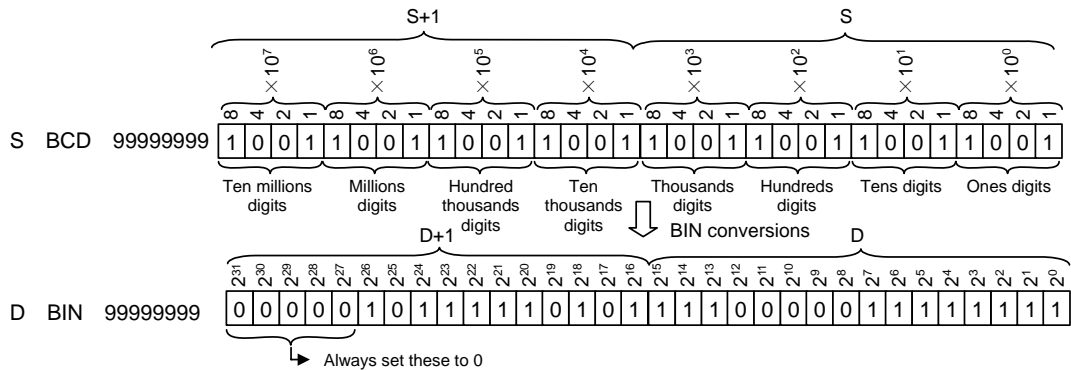 S+1 S
×10⁷ ×10⁶ ×10⁵ ×10⁴ ×10³ ×10² ×10¹ ×10⁰
8 4 2 1 8 4 2 1 8 4 2 1 8 4 2 1 8 4 2 1 8 4 2 1 8 4 2 1 8 4 2 1
S BCD 99999999 1 0 0 1 1 0 0 1 1 0 0 1 1 0 0 1 1 0 0 1 1 0 0 1 1 0 0 1 1 0 0 1
Ten millions digits
Millions digits
Hundred thousands digits
Ten thousands digits
Thousands digits
Hundreds digits
Tens digits
Ones digits
BIN conversions
D+1 D
2³¹ 2³⁰ 2²⁹ 2²⁸ 2²⁷ 2²⁶ 2²⁵ 2²⁴ 2²³ 2²² 2²¹ 2²⁰ 2¹⁹ 2¹⁸ 2¹⁷ 2¹⁶ 2¹⁵ 2¹⁴ 2¹³ 2¹² 2¹¹ 2¹⁰ 2⁹ 2⁸ 2⁷ 2⁶ 2⁵ 2⁴ 2³ 2² 2¹ 2⁰
D BIN 99999999 0 0 0 0 0 1 0 1 1 1 1 1 0 1 0 1 1 1 1 0 0 0 0 0 1 1 1 1 1 1 1 1
Always set these to 0